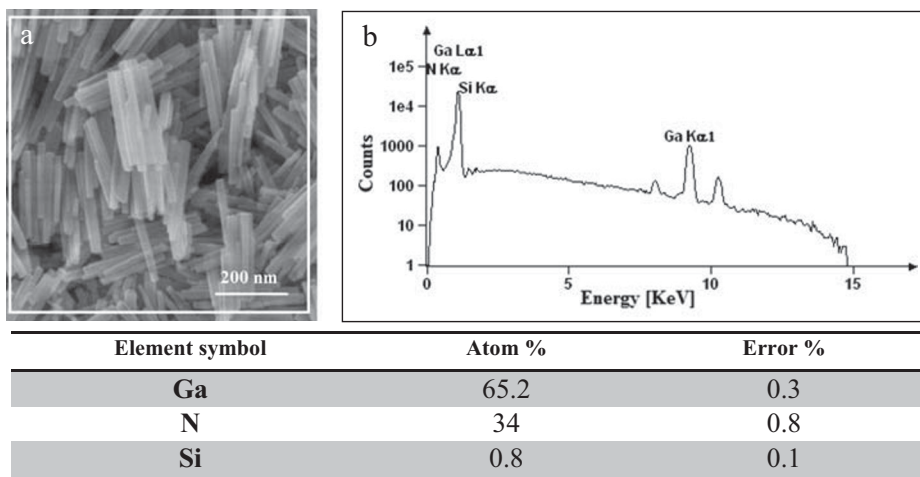 a
200 nm
b
Ga Lα1
N Kα
Si Kα
Ga Kα1
1e5
1e4
1000
100
10
1
Counts
0 5 10 15
Energy [KeV]
Element symbol Atom % Error %
Ga 65.2 0.3
N 34 0.8
Si 0.8 0.1